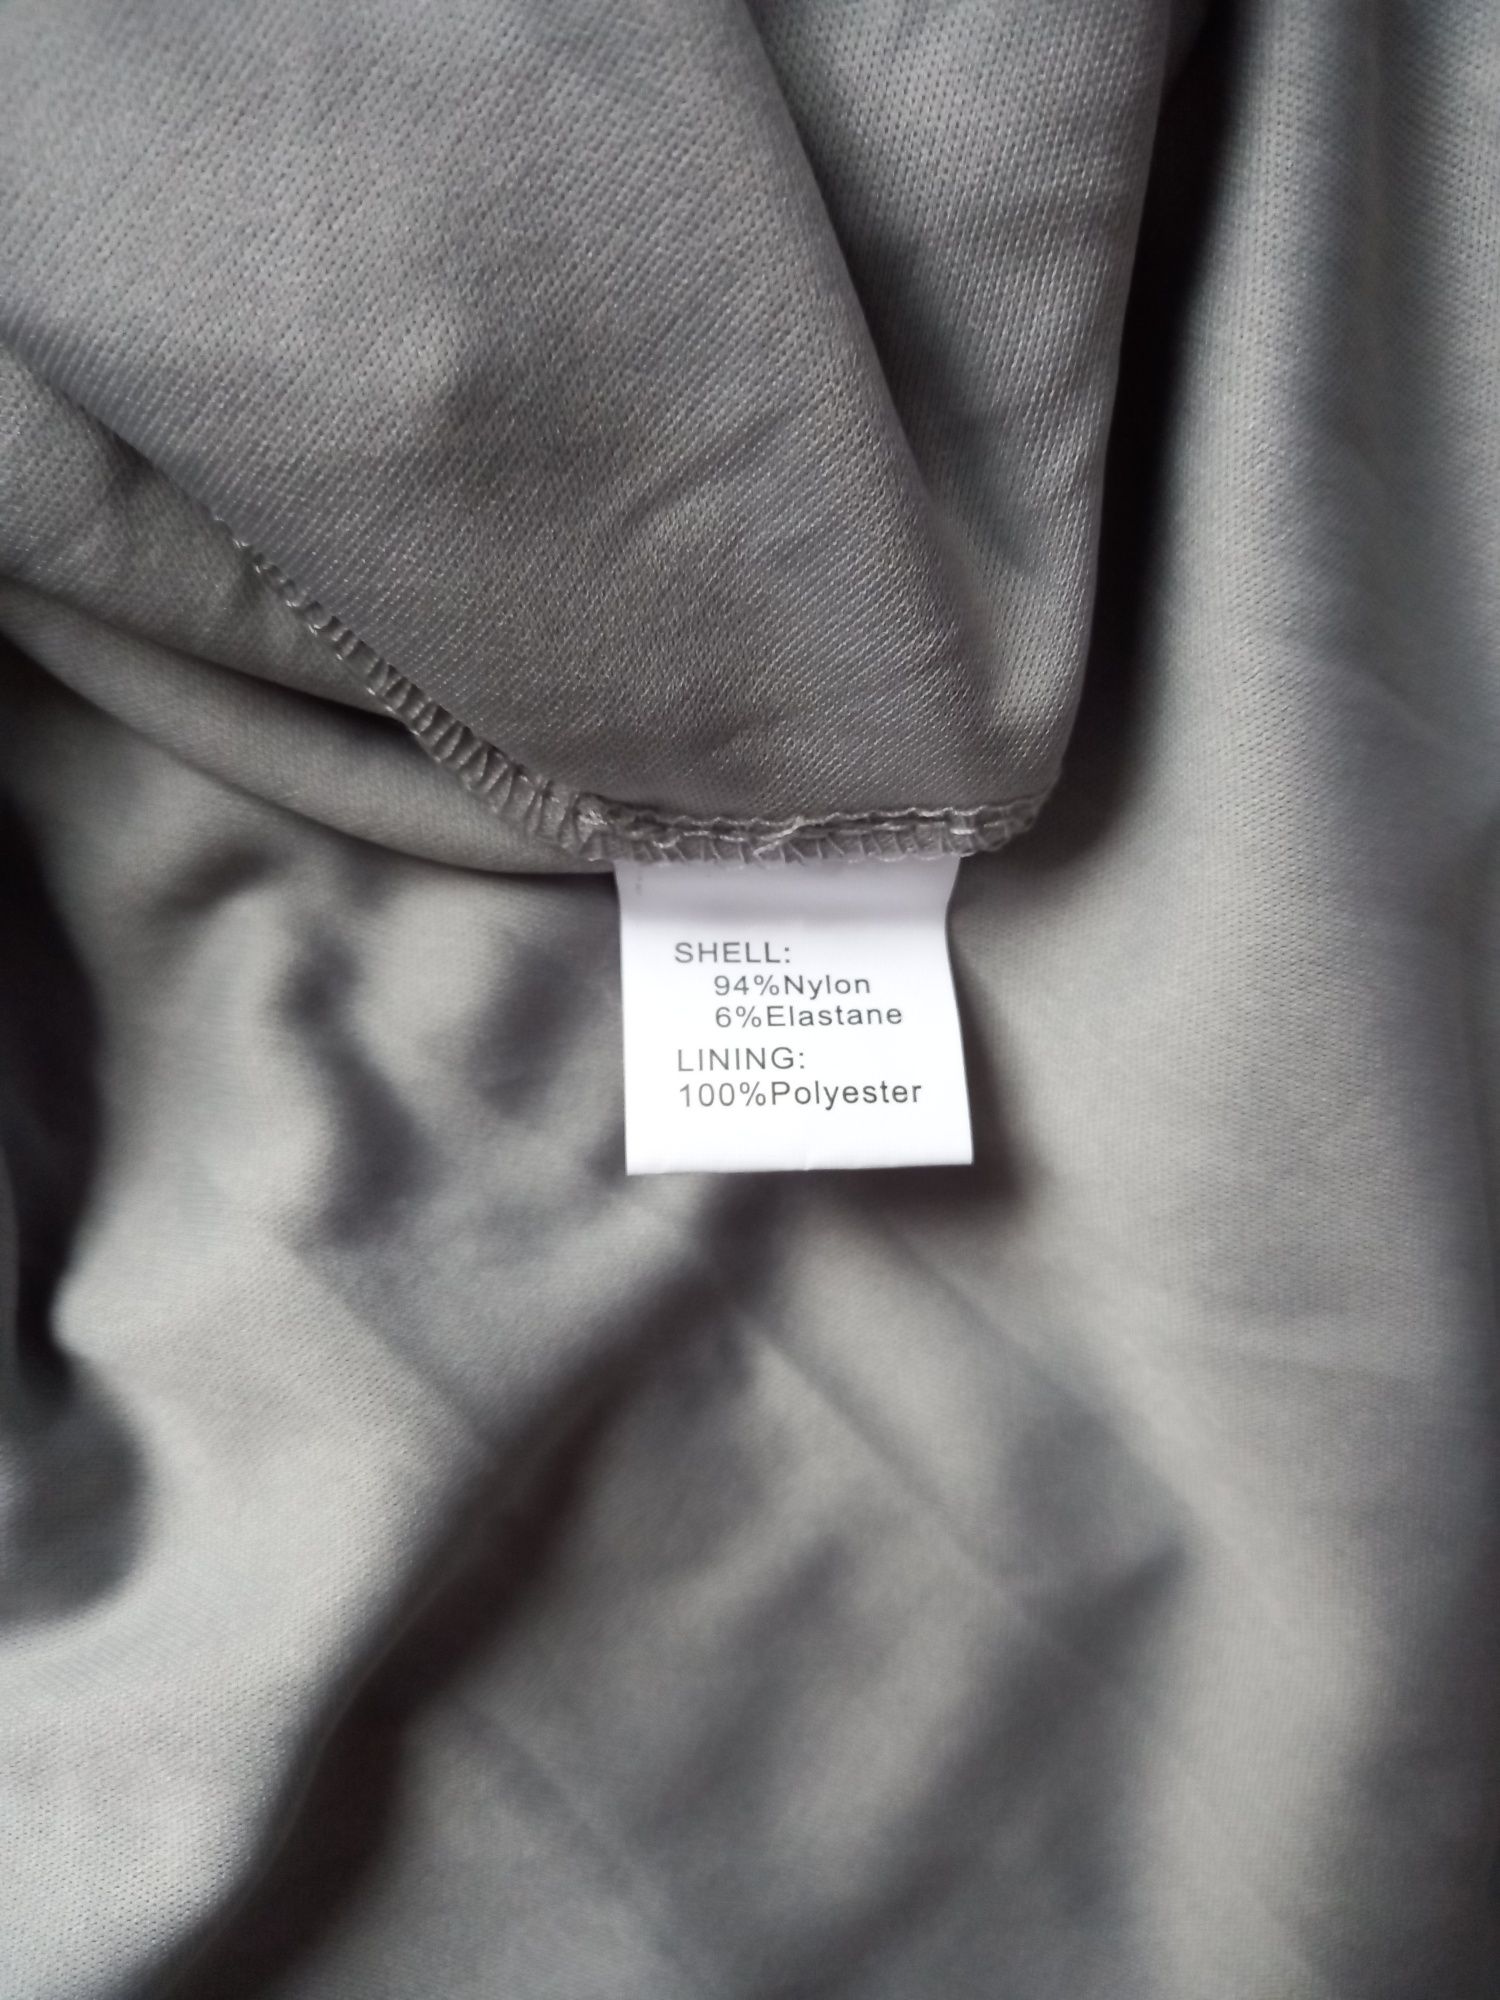 SHELL:
94%Nylon
6%Elastane
LINING:
100%Polyester